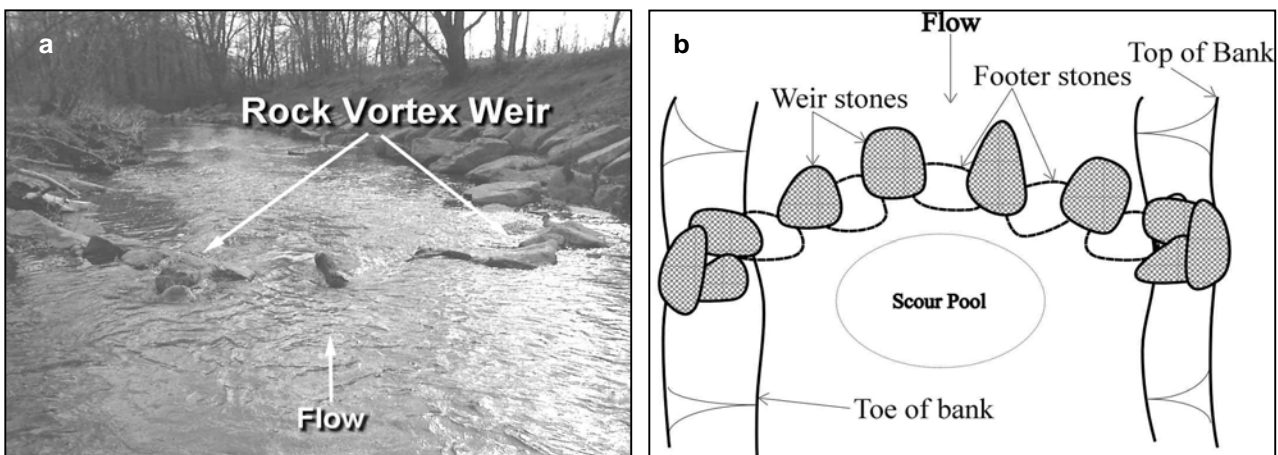 a
Rock Vortex Weir
Flow
b
Flow
Top of Bank
Footer stones
Weir stones
Scour Pool
Toe of bank